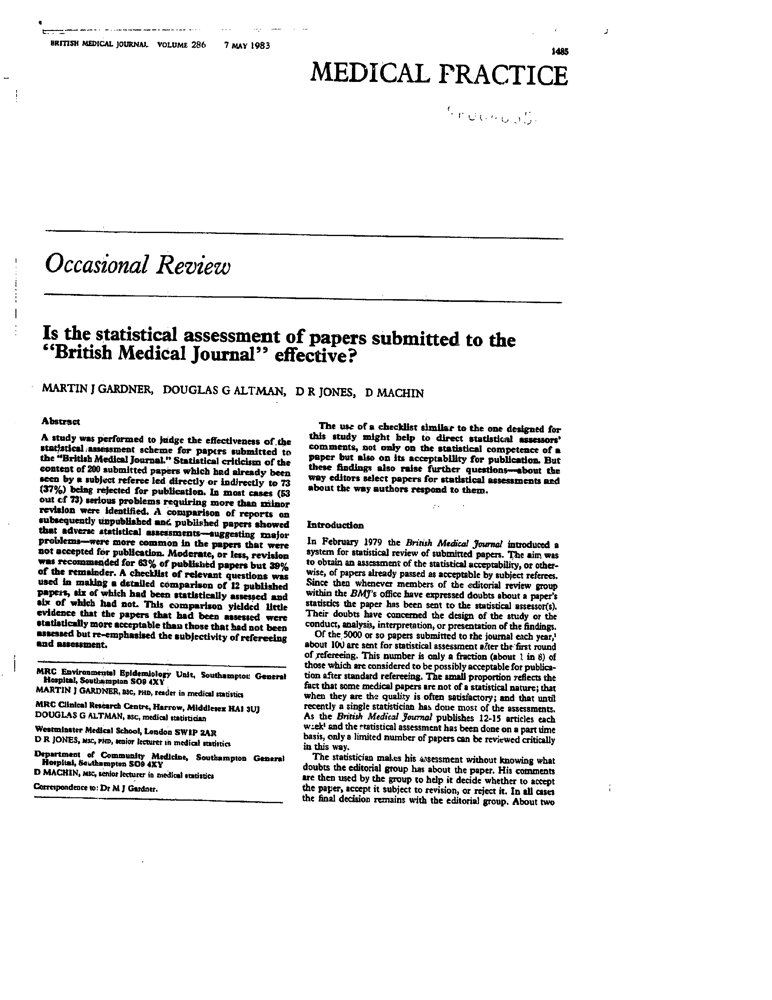 BRITISH MEDICAL JOURNAL VOLUME 286 7 MAY 1983
1485
MEDICAL PRACTICE
Occasional Review
Is the statistical assessment of papers submitted to the
“British Medical Journal” effective?
MARTIN J GARDNER, DOUGLAS G ALTMAN, D R JONES, D MACHIN
Abstract
A study was performed to judge the effectiveness of the
statistical assessment scheme for papers submitted to
the “British Medical Journal.” Statistical criticism of the
content of 200 submitted papers which had already been
seen by a subject referee led directly or indirectly to 73
(37%) being rejected for publication. In most cases (53
out of 73) serious problems requiring more than minor
revision were identified. A comparison of reports on
subsequently unpublished and published papers showed
that adverse statistical assessments—suggesting major
problems—were more common in the papers that were
not accepted for publication. Moderate, or less, revision
was recommended for 63% of published papers but 39%
of the remainder. A checklist of relevant questions was
used in making a detailed comparison of 12 published
papers, six of which had been statistically assessed and
six of which had not. This comparison yielded little
evidence that the papers that had been assessed were
statistically more acceptable than those that had not been
assessed but re-emphasised the subjectivity of refereeing
and assessment.
MRC Environmental Epidemiology Unit, Southampton General
Hospital, Southampton SO9 4XY
MARTIN J GARDNER, BSC, PHD, reader in medical statistics
MRC Clinical Research Centre, Harrow, Middlesex HA1 3UJ
DOUGLAS G ALTMAN, BSC, medical statistician
Westminster Medical School, London SW1P 2AR
D R JONES, MSC, PHD, senior lecturer in medical statistics
Department of Community Medicine, Southampton General
Hospital, Southampton SO9 4XY
D MACHIN, MSC, senior lecturer in medical statistics
Correspondence to: Dr M J Gardner.
The use of a checklist similar to the one designed for
this study might help to direct statistical assessors'
comments, not only on the statistical competence of a
paper but also on its acceptability for publication. But
these findings also raise further questions—about the
way editors select papers for statistical assessments and
about the way authors respond to them.
Introduction
In February 1979 the British Medical Journal introduced a
system for statistical review of submitted papers. The aim was
to obtain an assessment of the statistical acceptability, or other-
wise, of papers already passed as acceptable by subject referees.
Since then whenever members of the editorial review group
within the BMJ's office have expressed doubts about a paper's
statistics the paper has been sent to the statistical assessor(s).
Their doubts have concerned the design of the study or the
conduct, analysis, interpretation, or presentation of the findings.
Of the 5000 or so papers submitted to the journal each year,¹
about 100 are sent for statistical assessment after the first round
of refereeing. This number is only a fraction (about 1 in 8) of
those which are considered to be possibly acceptable for publica-
tion after standard refereeing. The small proportion reflects the
fact that some medical papers are not of a statistical nature; that
when they are the quality is often satisfactory; and that until
recently a single statistician has done most of the assessments.
As the British Medical Journal publishes 12-15 articles each
week¹ and the statistical assessment has been done on a part time
basis, only a limited number of papers can be reviewed critically
in this way.
The statistician makes his assessment without knowing what
doubts the editorial group has about the paper. His comments
are then used by the group to help it decide whether to accept
the paper, accept it subject to revision, or reject it. In all cases
the final decision remains with the editorial group. About two